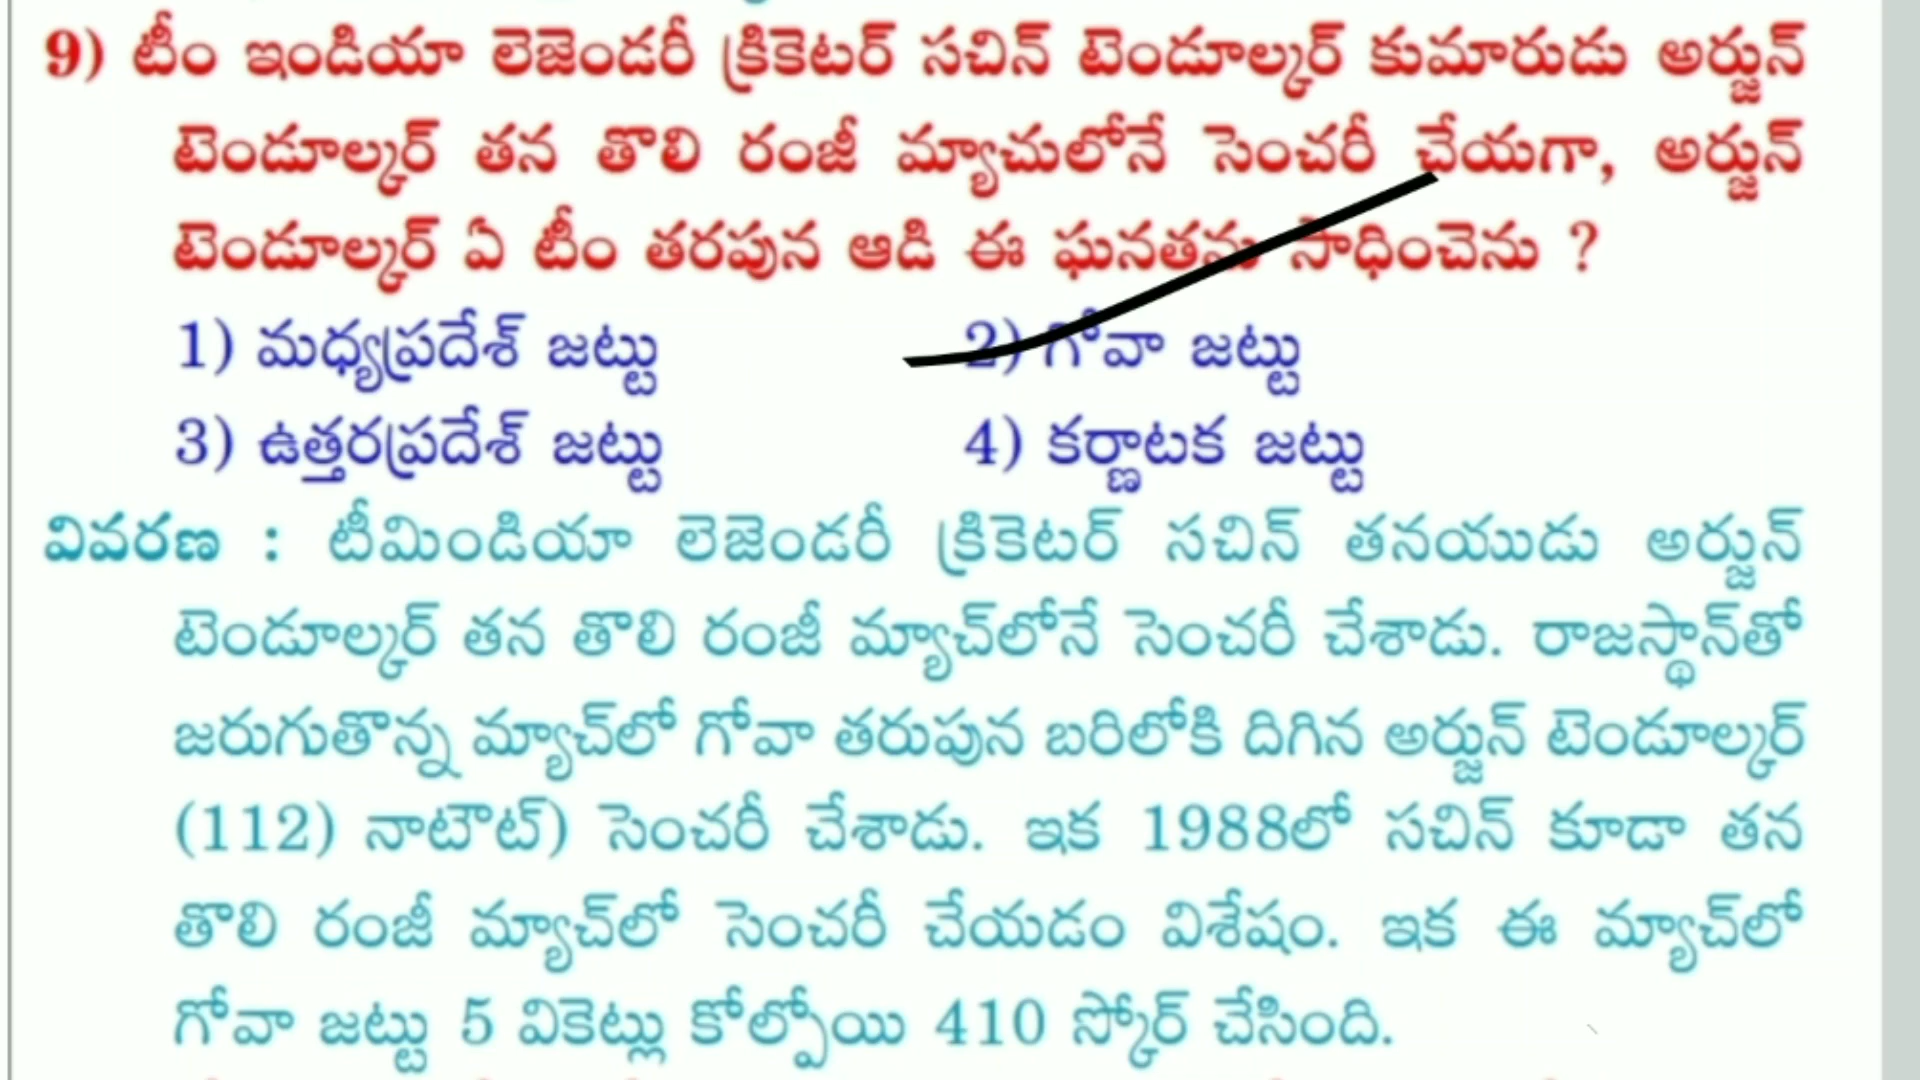 9) టీం ఇండియా లెజెండరీ క్రికెటర్ సచిన్ టెండూల్కర్ కుమారుడు అర్జున్
టెండూల్కర్ తన తొలి రంజీ మ్యాచులోనే సెంచరీ చేయగా, అర్జున్
టెండూల్కర్ ఏ టీం తరపున ఆడి ఈ ఘనతను సాధించెను ?
1) మధ్యప్రదేశ్ జట్టు 2) గోవా జట్టు
3) ఉత్తరప్రదేశ్ జట్టు 4) కర్ణాటక జట్టు
వివరణ : టీమిండియా లెజెండరీ క్రికెటర్ సచిన్ తనయుడు అర్జున్
టెండూల్కర్ తన తొలి రంజీ మ్యాచ్‌లోనే సెంచరీ చేశాడు. రాజస్థాన్‌తో
జరుగుతొన్న మ్యాచ్‌లో గోవా తరుపున బరిలోకి దిగిన అర్జున్ టెండూల్కర్
(112) నాటౌట్) సెంచరీ చేశాడు. ఇక 1988లో సచిన్ కూడా తన
తొలి రంజీ మ్యాచ్‌లో సెంచరీ చేయడం విశేషం. ఇక ఈ మ్యాచ్‌లో
గోవా జట్టు 5 వికెట్లు కోల్పోయి 410 స్కోర్ చేసింది.